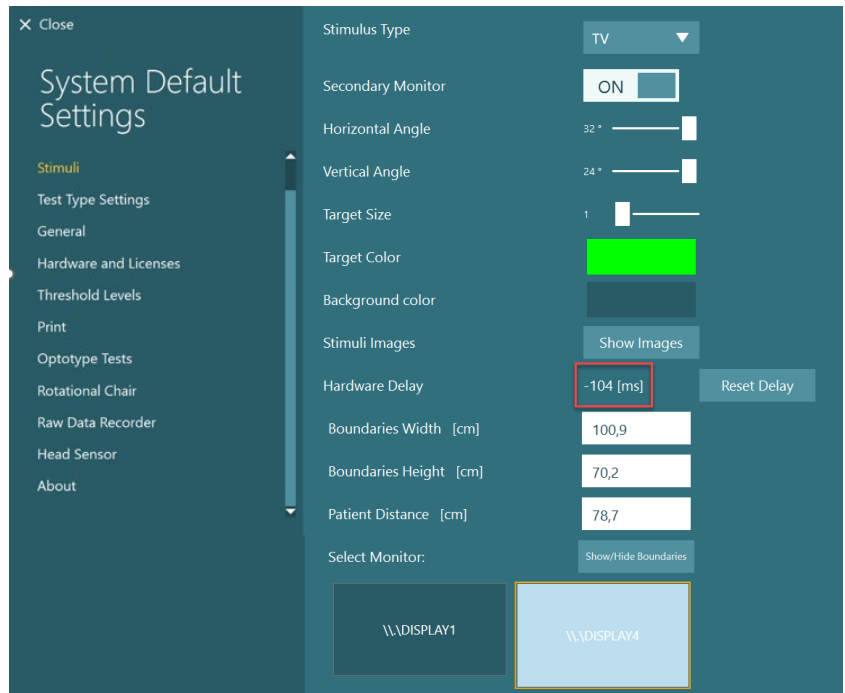 Close
System Default
Settings
Stimuli
Test Type Settings
General
Hardware and Licenses
Threshold Levels
Print
Optotype Tests
Rotational Chair
Raw Data Recorder
Head Sensor
About
Stimulus Type TV
Secondary Monitor ON
Horizontal Angle 32 °
Vertical Angle 24 °
Target Size 1
Target Color
Background color
Stimuli Images Show Images
Hardware Delay -104 [ms] Reset Delay
Boundaries Width [cm] 100,9
Boundaries Height [cm] 70,2
Patient Distance [cm] 78,7
Select Monitor: Show/Hide Boundaries
\\.\DISPLAY1 \\.\DISPLAY4